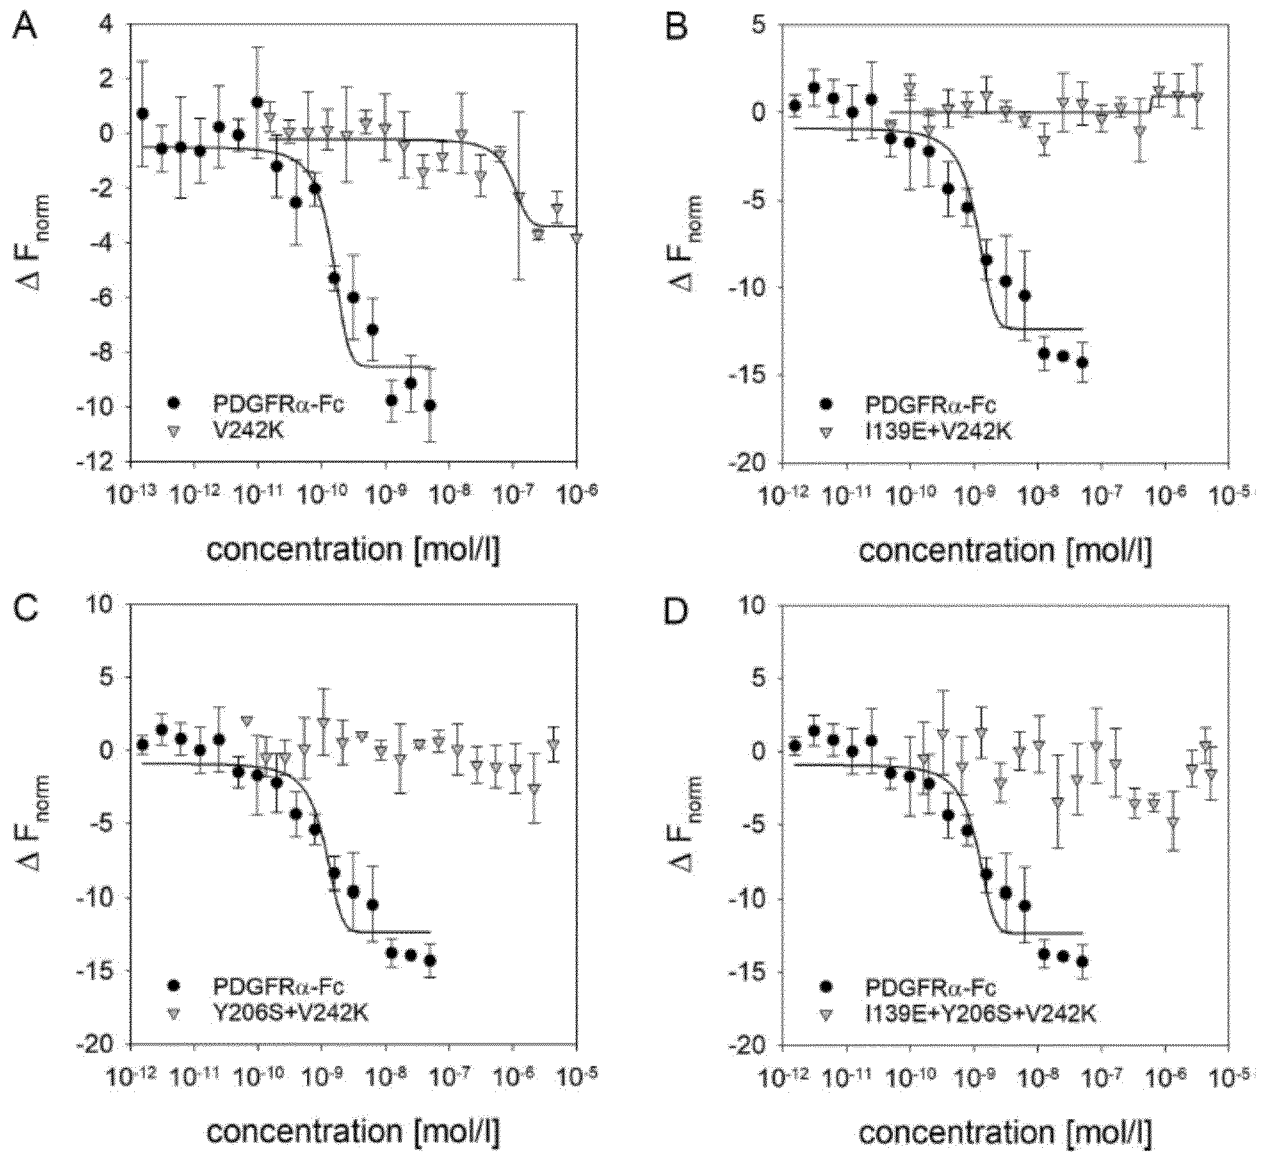 A
4
2
0
-2
-4
-6
-8
-10
-12
Δ F_norm
PDGFRα-Fc
V242K
10^-13 10^-12 10^-11 10^-10 10^-9 10^-8 10^-7 10^-6
concentration [mol/l]
B
5
0
-5
-10
-15
-20
Δ F_norm
PDGFRα-Fc
I139E+V242K
10^-12 10^-11 10^-10 10^-9 10^-8 10^-7 10^-6 10^-5
concentration [mol/l]
C
10
5
0
-5
-10
-15
-20
Δ F_norm
PDGFRα-Fc
Y206S+V242K
10^-12 10^-11 10^-10 10^-9 10^-8 10^-7 10^-6 10^-5
concentration [mol/l]
D
10
5
0
-5
-10
-15
-20
Δ F_norm
PDGFRα-Fc
I139E+Y206S+V242K
10^-12 10^-11 10^-10 10^-9 10^-8 10^-7 10^-6 10^-5
concentration [mol/l]